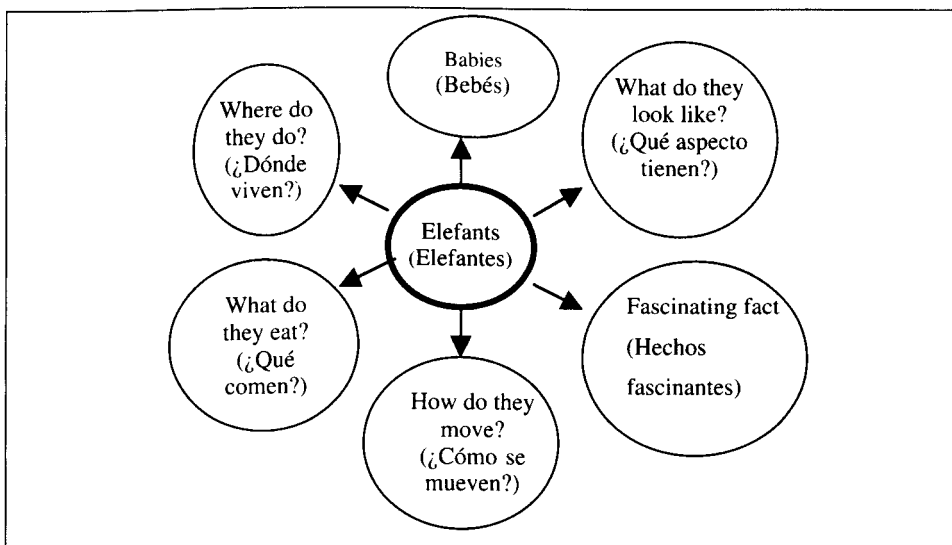 Babies
(Bebés)
Where do
they do?
(¿Dónde
viven?)
What do they
look like?
(¿Qué aspecto
tienen?)
Elefants
(Elefantes)
What do
they eat?
(¿Qué
comen?)
Fascinating fact
(Hechos
fascinantes)
How do they
move?
(¿Cómo se
mueven?)